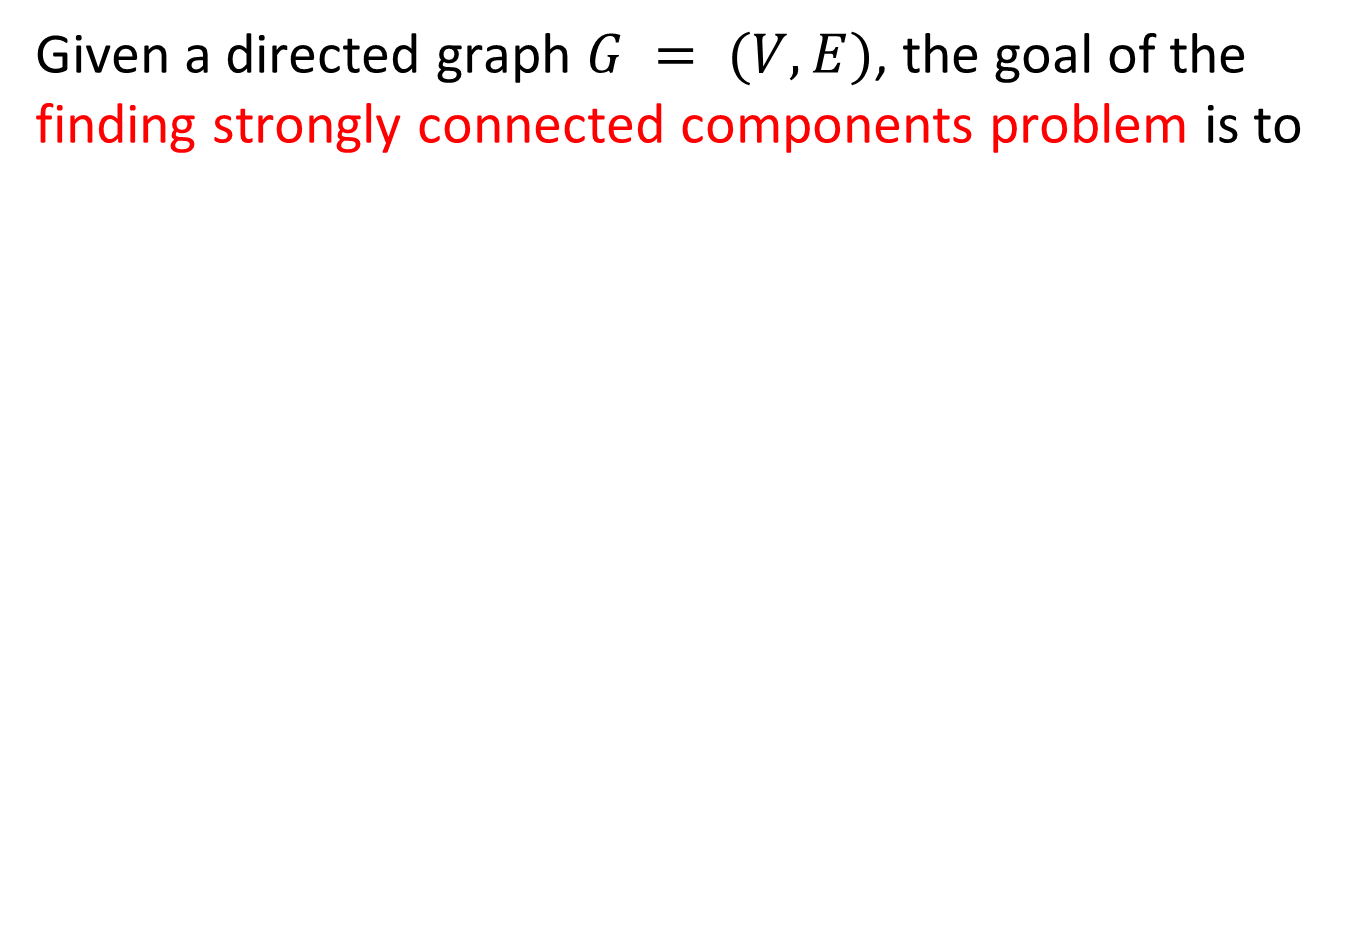 Given a directed graph G = (V, E), the goal of the
finding strongly connected components problem is to